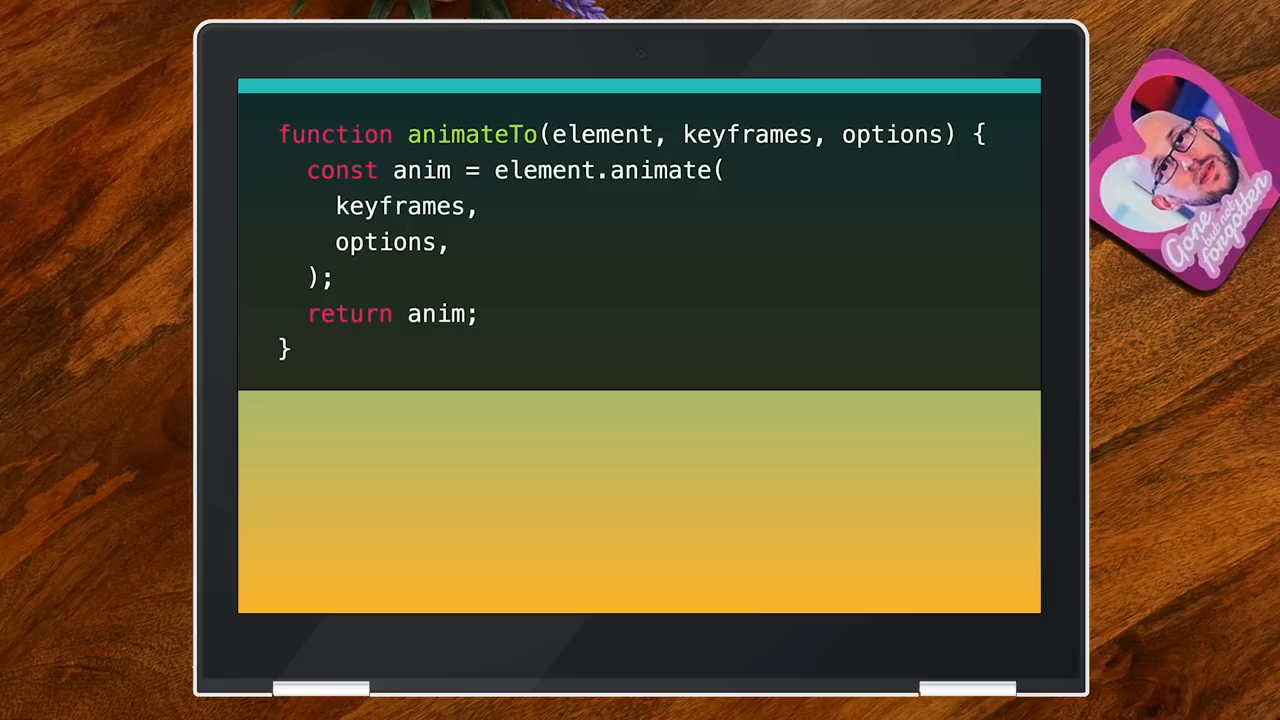 function animateTo(element, keyframes, options) {
  const anim = element.animate(
    keyframes,
    options,
  );
  return anim;
}
Gone
but not
forgotten